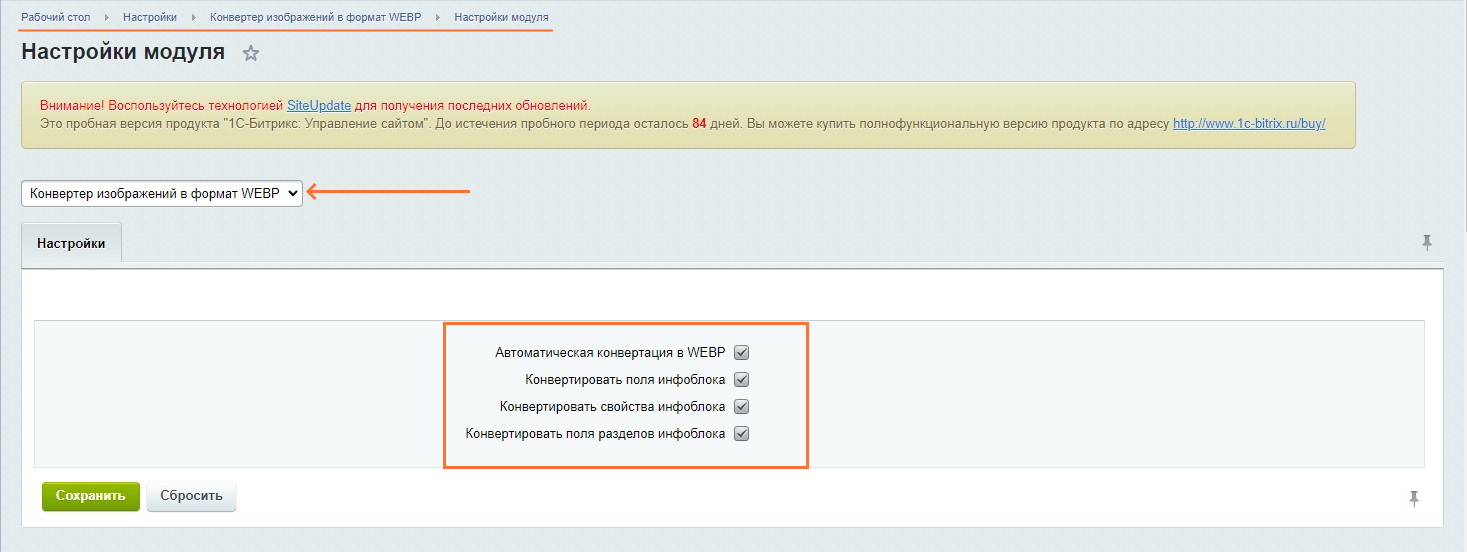 Рабочий стол Настройки Конвертер изображений в формат WEBP Настройки модуля
Настройки модуля
Внимание! Воспользуйтесь технологией SiteUpdate для получения последних обновлений.
Это пробная версия продукта "1С-Битрикс: Управление сайтом". До истечения пробного периода осталось 84 дней. Вы можете купить полнофункциональную версию продукта по адресу http://www.1c-bitrix.ru/buy/
Конвертер изображений в формат WEBP
Настройки
Автоматическая конвертация в WEBP
Конвертировать поля инфоблока
Конвертировать свойства инфоблока
Конвертировать поля разделов инфоблока
Сохранить Сбросить